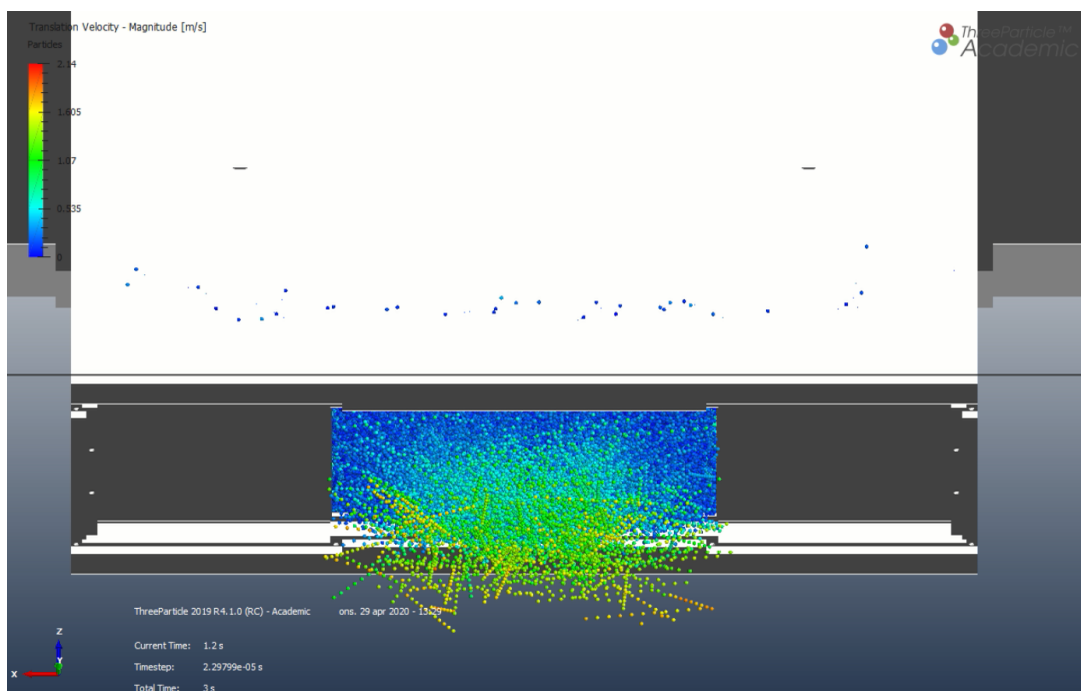 Translation Velocity - Magnitude [m/s]
Particles
2.14
1.605
1.07
0.535
0
ThreeParticle™
Academic
ThreeParticle 2019 R4.1.0 (RC) - Academic ons. 29 apr 2020 - 13:29
Current Time: 1.2 s
Timestep: 2.29799e-05 s
Total Time: 3 s
Z
Y
X